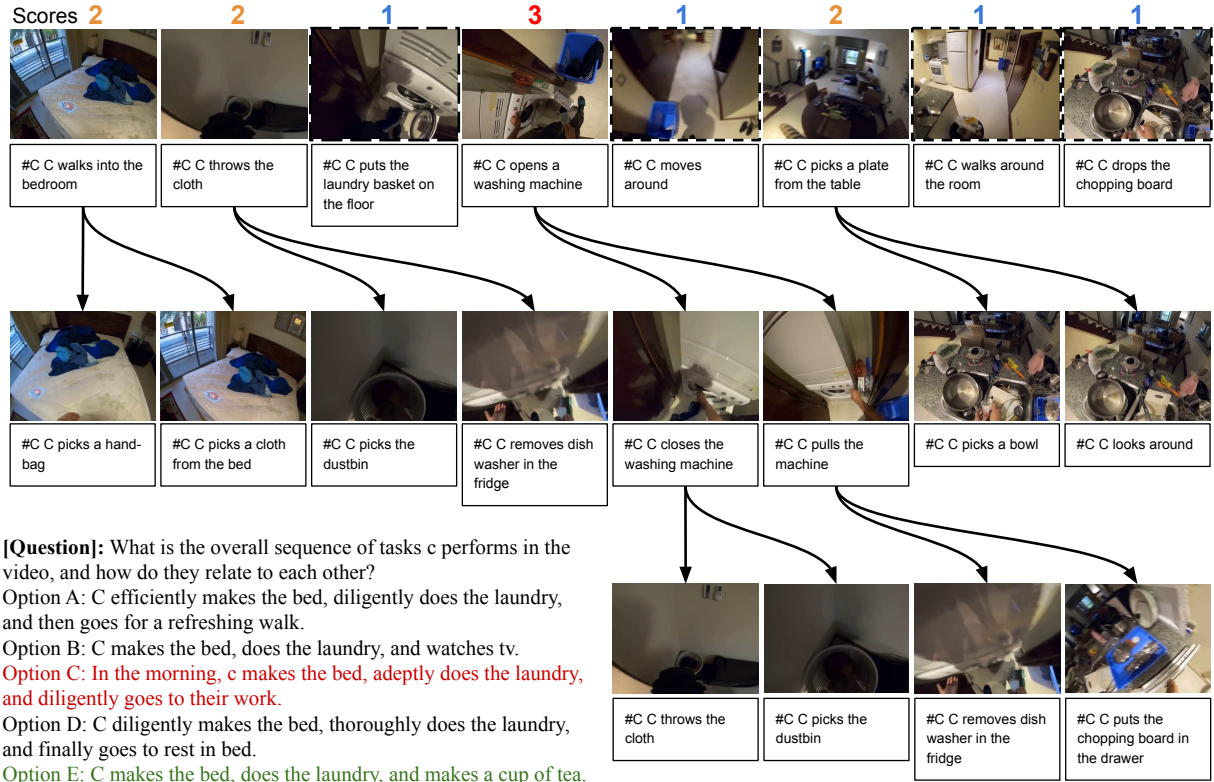 Scores 2 2 1 3 1 2 1 1
#C C walks into the
bedroom
#C C throws the
cloth
#C C puts the
laundry basket on
the floor
#C C opens a
washing machine
#C C moves
around
#C C picks a plate
from the table
#C C walks around
the room
#C C drops the
chopping board
#C C picks a hand-
bag
#C C picks a cloth
from the bed
#C C picks the
dustbin
#C C removes dish
washer in the
fridge
#C C closes the
washing machine
#C C pulls the
machine
#C C picks a bowl
#C C looks around
[Question]: What is the overall sequence of tasks c performs in the
video, and how do they relate to each other?
Option A: C efficiently makes the bed, diligently does the laundry,
and then goes for a refreshing walk.
Option B: C makes the bed, does the laundry, and watches tv.
Option C: In the morning, c makes the bed, adeptly does the laundry,
and diligently goes to their work.
Option D: C diligently makes the bed, thoroughly does the laundry,
and finally goes to rest in bed.
Option E: C makes the bed, does the laundry, and makes a cup of tea.
#C C throws the
cloth
#C C picks the
dustbin
#C C removes dish
washer in the
fridge
#C C puts the
chopping board in
the drawer